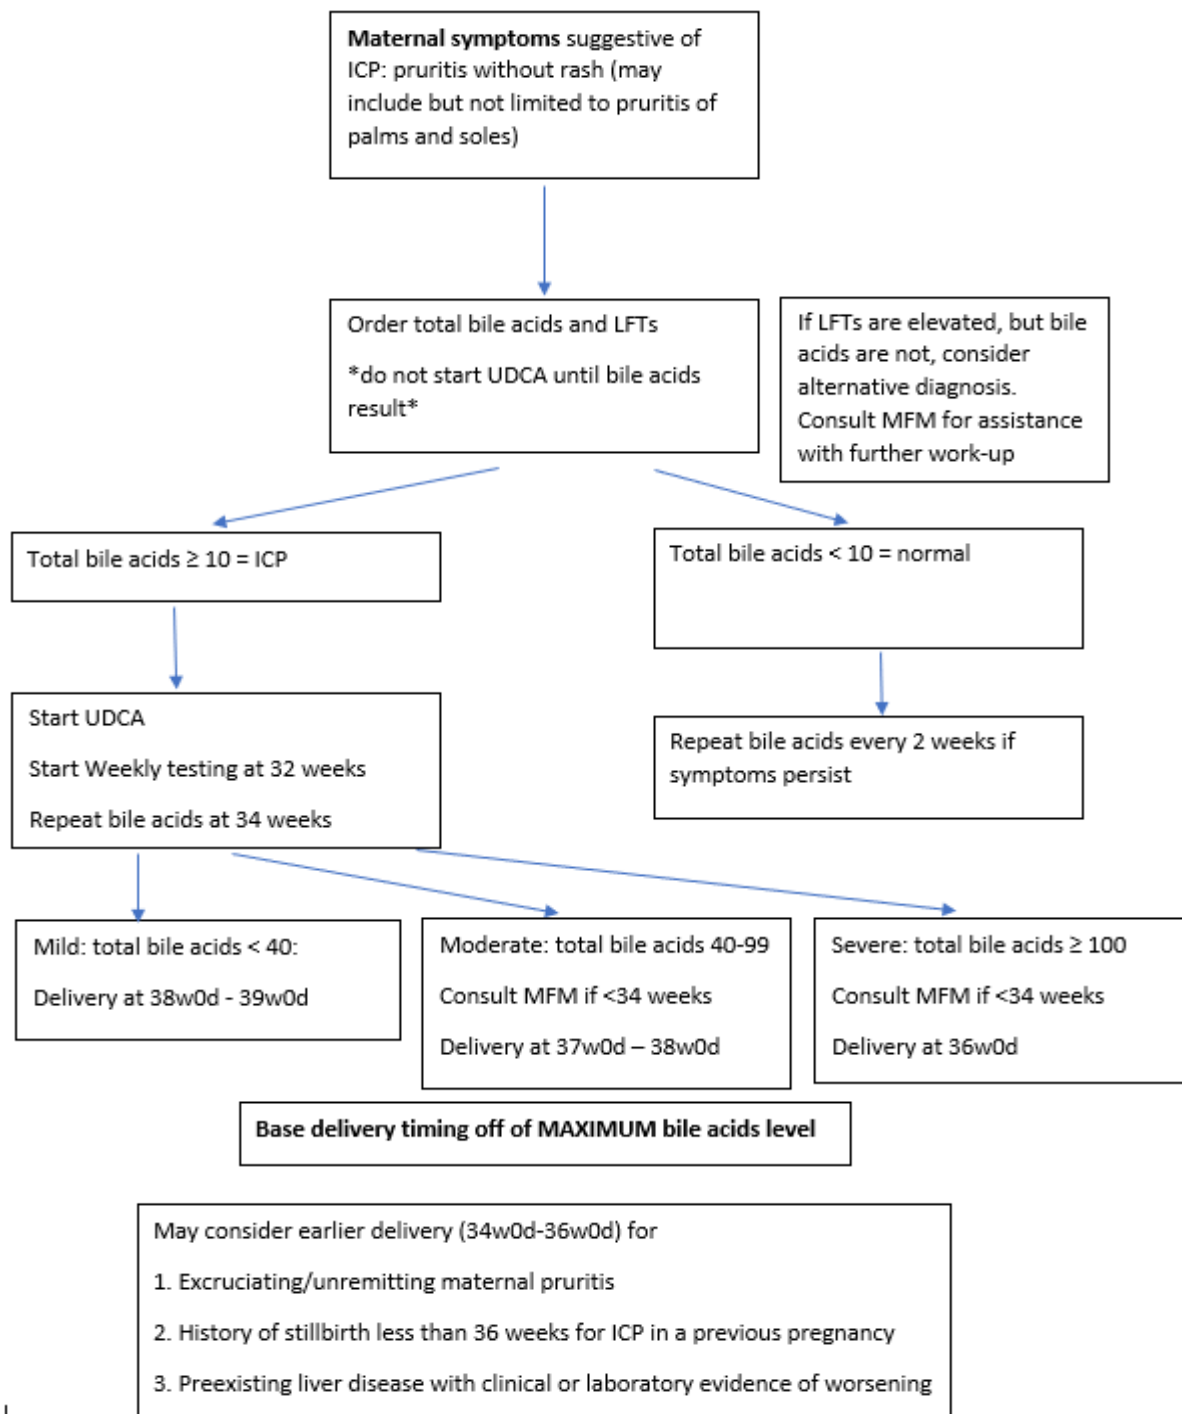 Maternal symptoms suggestive of
ICP: pruritis without rash (may
include but not limited to pruritis of
palms and soles)
Order total bile acids and LFTs
*do not start UDCA until bile acids
result*
If LFTs are elevated, but bile
acids are not, consider
alternative diagnosis.
Consult MFM for assistance
with further work-up
Total bile acids ≥ 10 = ICP
Total bile acids < 10 = normal
Start UDCA
Start Weekly testing at 32 weeks
Repeat bile acids at 34 weeks
Repeat bile acids every 2 weeks if
symptoms persist
Mild: total bile acids < 40:
Delivery at 38w0d - 39w0d
Moderate: total bile acids 40-99
Consult MFM if <34 weeks
Delivery at 37w0d – 38w0d
Severe: total bile acids ≥ 100
Consult MFM if <34 weeks
Delivery at 36w0d
Base delivery timing off of MAXIMUM bile acids level
May consider earlier delivery (34w0d-36w0d) for
1. Excruciating/unremitting maternal pruritis
2. History of stillbirth less than 36 weeks for ICP in a previous pregnancy
3. Preexisting liver disease with clinical or laboratory evidence of worsening